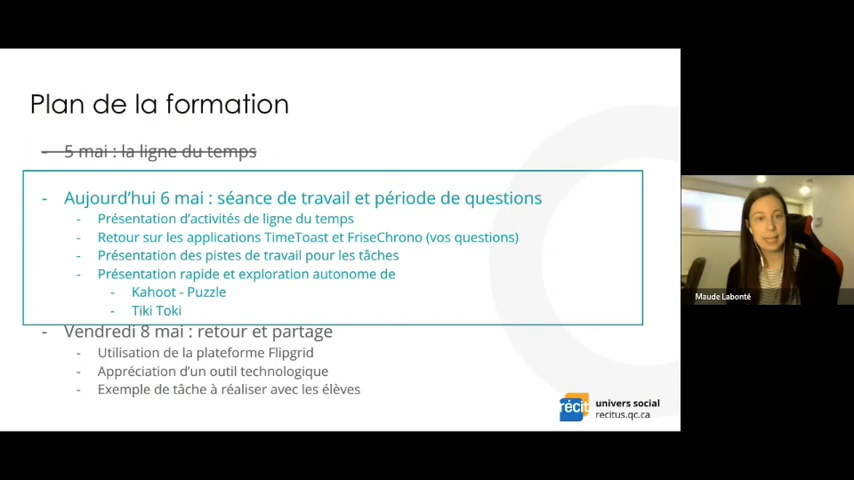 Plan de la formation
- 5 mai : la ligne du temps
- Aujourd'hui 6 mai : séance de travail et période de questions
- Présentation d'activités de ligne du temps
- Retour sur les applications TimeToast et FriseChrono (vos questions)
- Présentation des pistes de travail pour les tâches
- Présentation rapide et exploration autonome de
- Kahoot - Puzzle
- Tiki Toki
- Vendredi 8 mai : retour et partage
- Utilisation de la plateforme Flipgrid
- Appréciation d'un outil technologique
- Exemple de tâche à réaliser avec les élèves
récit univers social
recitus.qc.ca
Maude Labonté